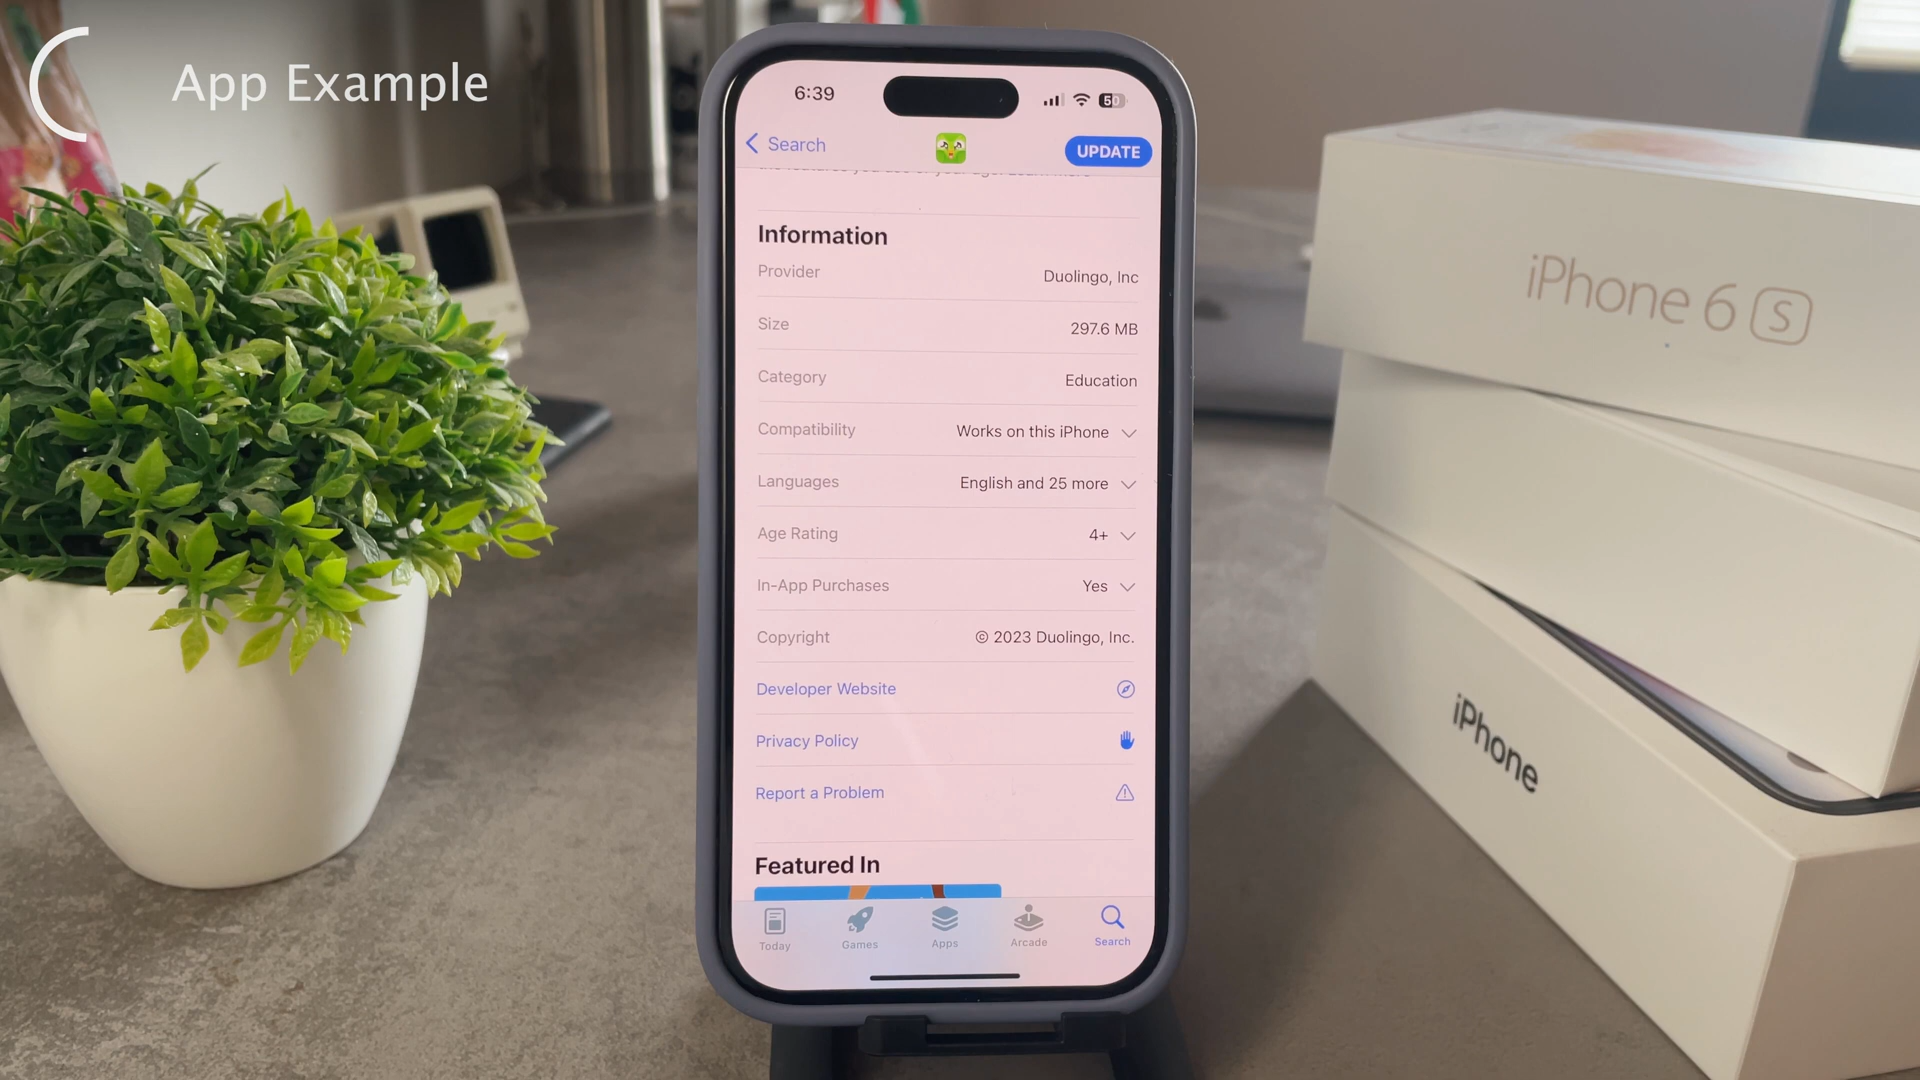 App Example
6:39
50
Search
UPDATE
Information
Provider
Duolingo, Inc
Size
297.6 MB
Category
Education
Compatibility
Works on this iPhone
Languages
English and 25 more
Age Rating
4+
In-App Purchases
Yes
Copyright
© 2023 Duolingo, Inc.
Developer Website
Privacy Policy
Report a Problem
Featured In
Today
Games
Apps
Arcade
Search
iPhone 6 S
iPhone